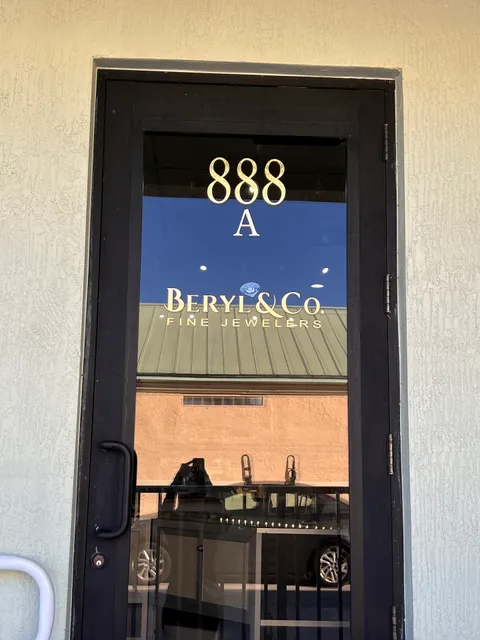 888
A
BERYL & CO.
FINE JEWELERS